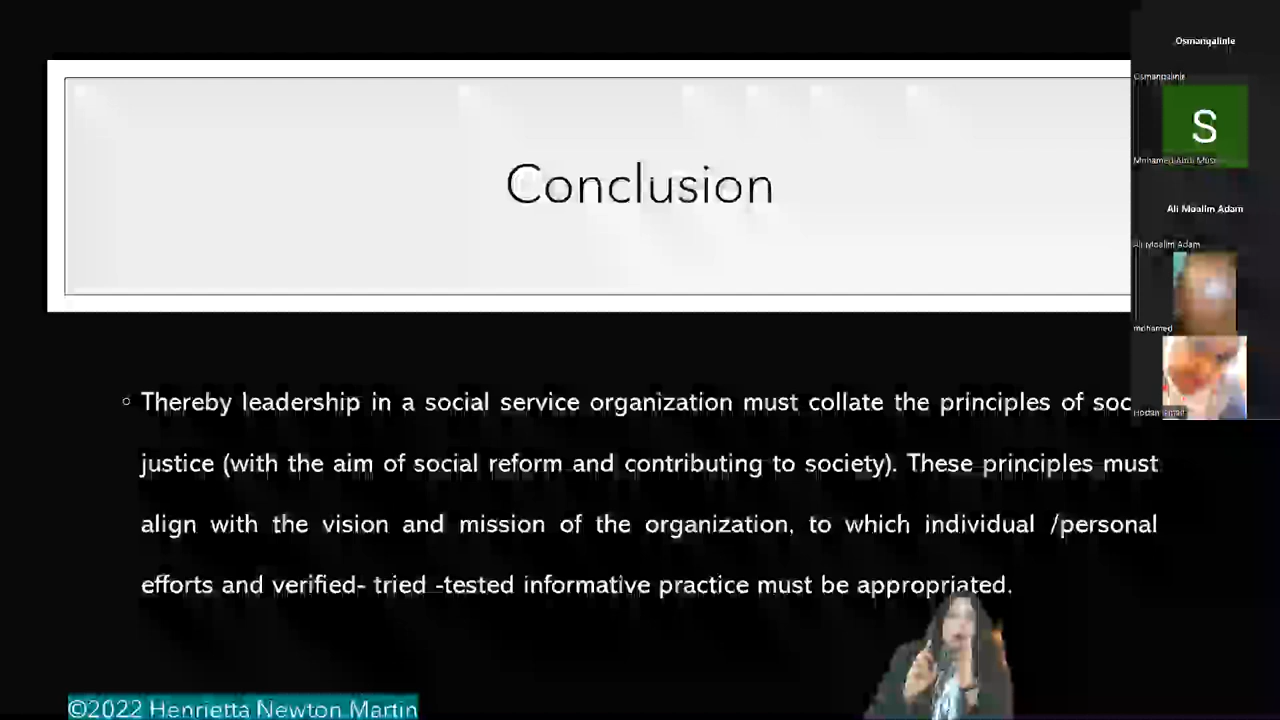 Conclusion
Thereby leadership in a social service organization must collate the principles of soc
justice (with the aim of social reform and contributing to society). These principles must
align with the vision and mission of the organization, to which individual /personal
efforts and verified- tried -tested informative practice must be appropriated.
©2022 Henrietta Newton Martin
Osmangalinle
Osmangalinle
S
Mohamed Abdi
Ali Moalim Adam
Ali Moalim Adam
mohamed